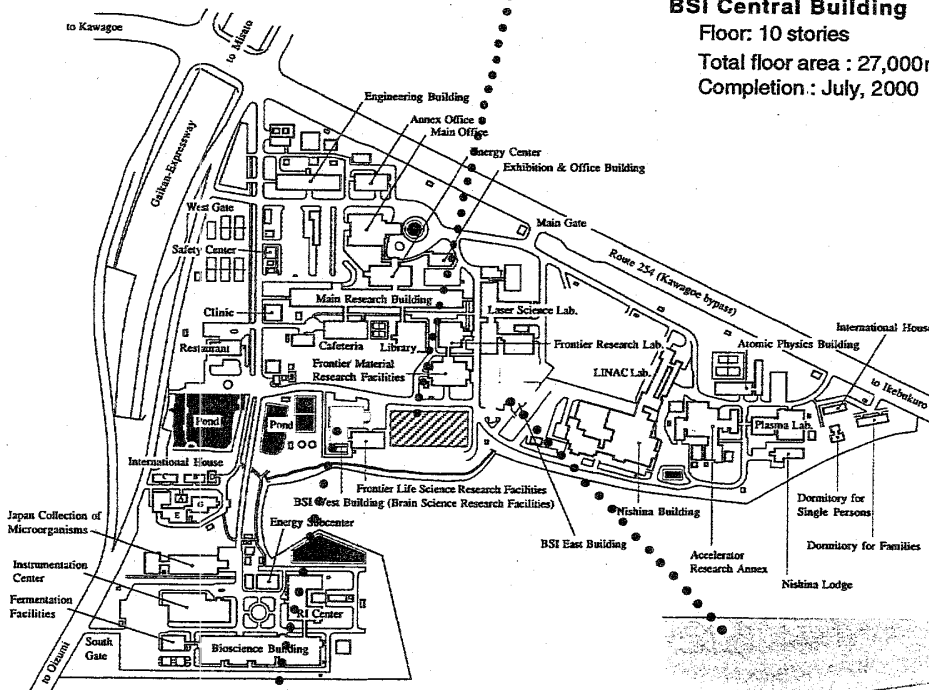 BSI Central Building
Floor: 10 stories
Total floor area : 27,000
Completion : July, 2000
to Kawagoe
to Misato
Gaikan-Expressway
Engineering Building
Annex Office
Main Office
Energy Center
Exhibition & Office Building
West Gate
Main Gate
Safety Center
Route 254 (Kawagoe bypass)
Main Research Building
Clinic
Laser Science Lab.
International House
Restaurant
Cafeteria
Library
Frontier Research Lab.
Atomic Physics Building
Frontier Material
Research Facilities
LINAC Lab.
to Ikebukuro
Pond
Pond
Plasma Lab.
International House
C
B
A
G
E
Frontier Life Science Research Facilities
BSI West Building (Brain Science Research Facilities)
Japan Collection of
Microorganisms
Energy Subcenter
BSI East Building
Nishina Building
Dormitory for
Single Persons
Dormitory for Families
Accelerator
Research Annex
Nishina Lodge
Instrumentation
Center
Fermentation
Facilities
RI Center
South
Gate
Bioscience Building
to Oizumi